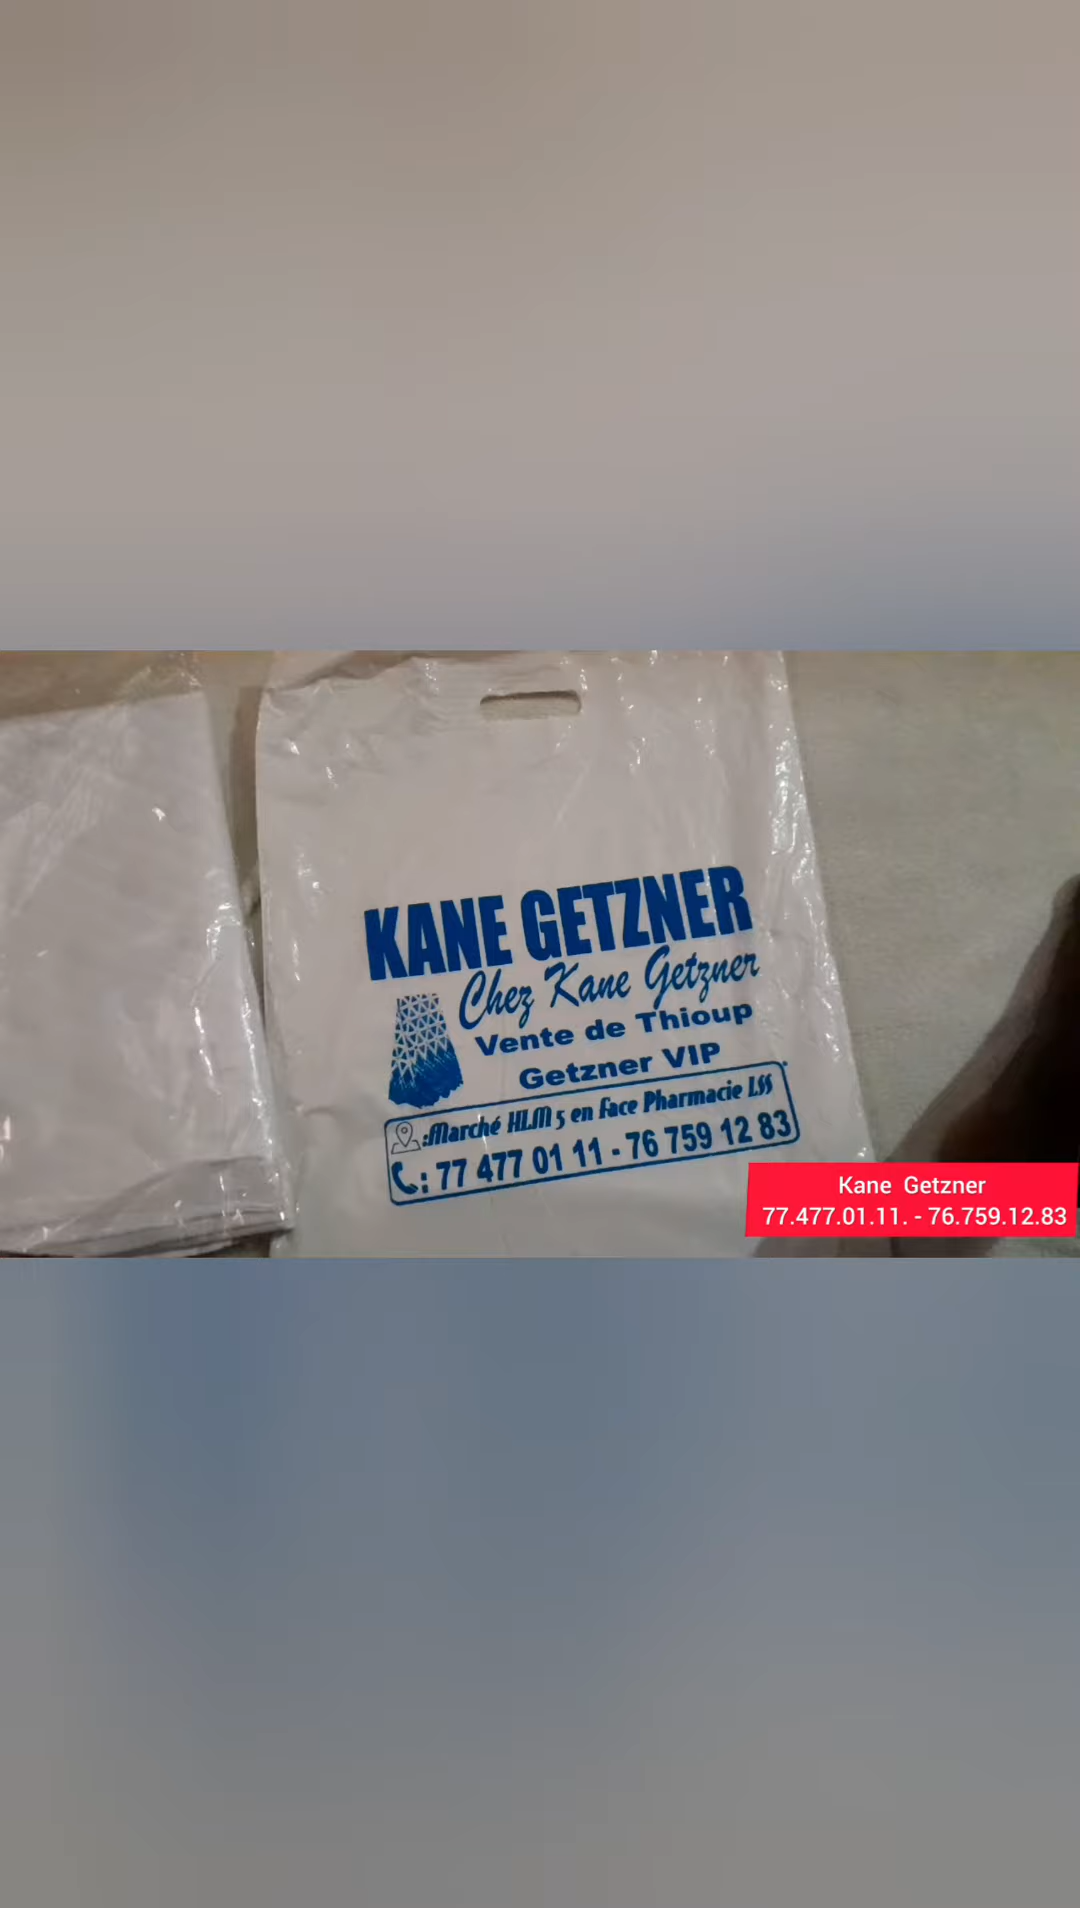 KANE GETZNER
Chez Kane Getzner
Vente de Thioup
Getzner VIP
:Marché HLM 5 en face Pharmacie LSS
: 77 477 01 11 - 76 759 12 83
Kane Getzner
77.477.01.11. - 76.759.12.83